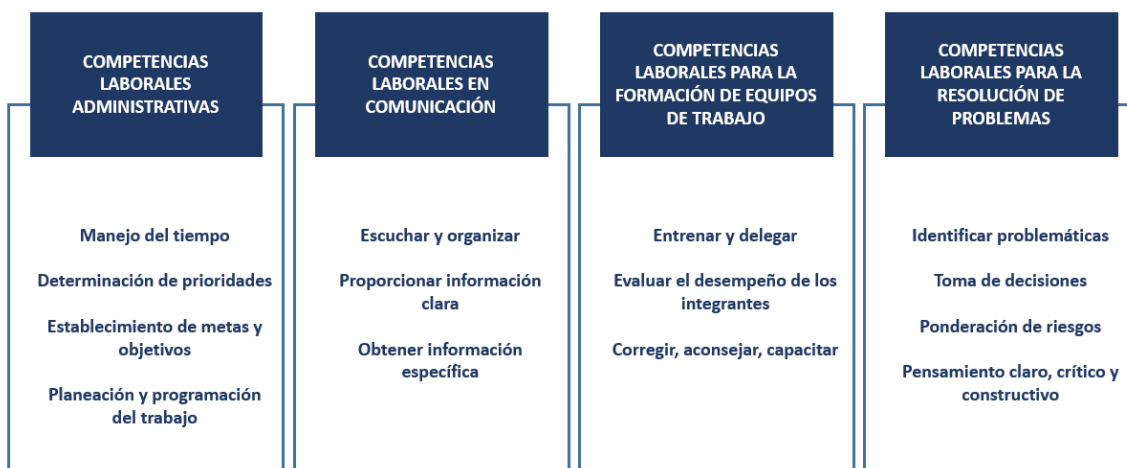 COMPETENCIAS
LABORALES
ADMINISTRATIVAS
Manejo del tiempo
Determinación de prioridades
Establecimiento de metas y
objetivos
Planeación y programación
del trabajo
COMPETENCIAS
LABORALES EN
COMUNICACIÓN
Escuchar y organizar
Proporcionar información
clara
Obtener información
específica
COMPETENCIAS
LABORALES PARA LA
FORMACIÓN DE EQUIPOS
DE TRABAJO
Entrenar y delegar
Evaluar el desempeño de los
integrantes
Corregir, aconsejar, capacitar
COMPETENCIAS
LABORALES PARA LA
RESOLUCIÓN DE
PROBLEMAS
Identificar problemáticas
Toma de decisiones
Ponderación de riesgos
Pensamiento claro, crítico y
constructivo